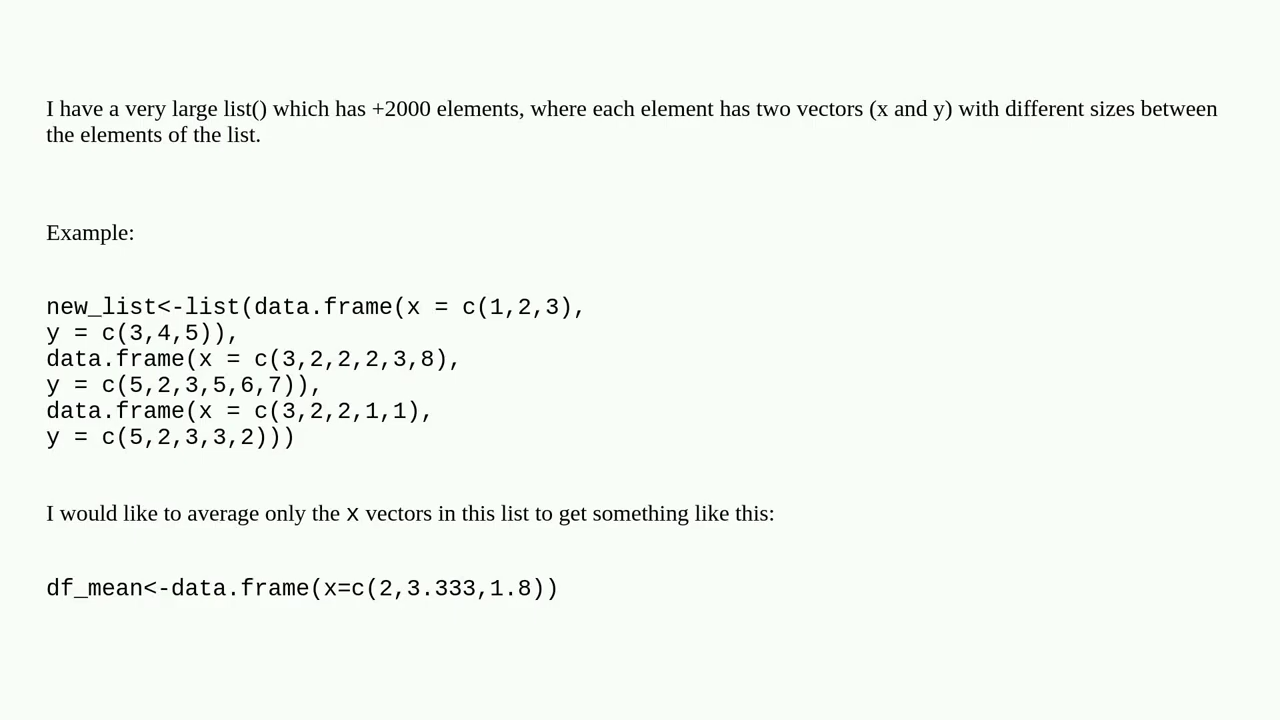 I have a very large list() which has +2000 elements, where each element has two vectors (x and y) with different sizes between
the elements of the list.
Example:
new_list<-list(data.frame(x = c(1,2,3),
y = c(3,4,5)),
data.frame(x = c(3,2,2,2,3,8),
y = c(5,2,3,5,6,7)),
data.frame(x = c(3,2,2,1,1),
y = c(5,2,3,3,2)))
I would like to average only the x vectors in this list to get something like this:
df_mean<-data.frame(x=c(2,3.333,1.8))